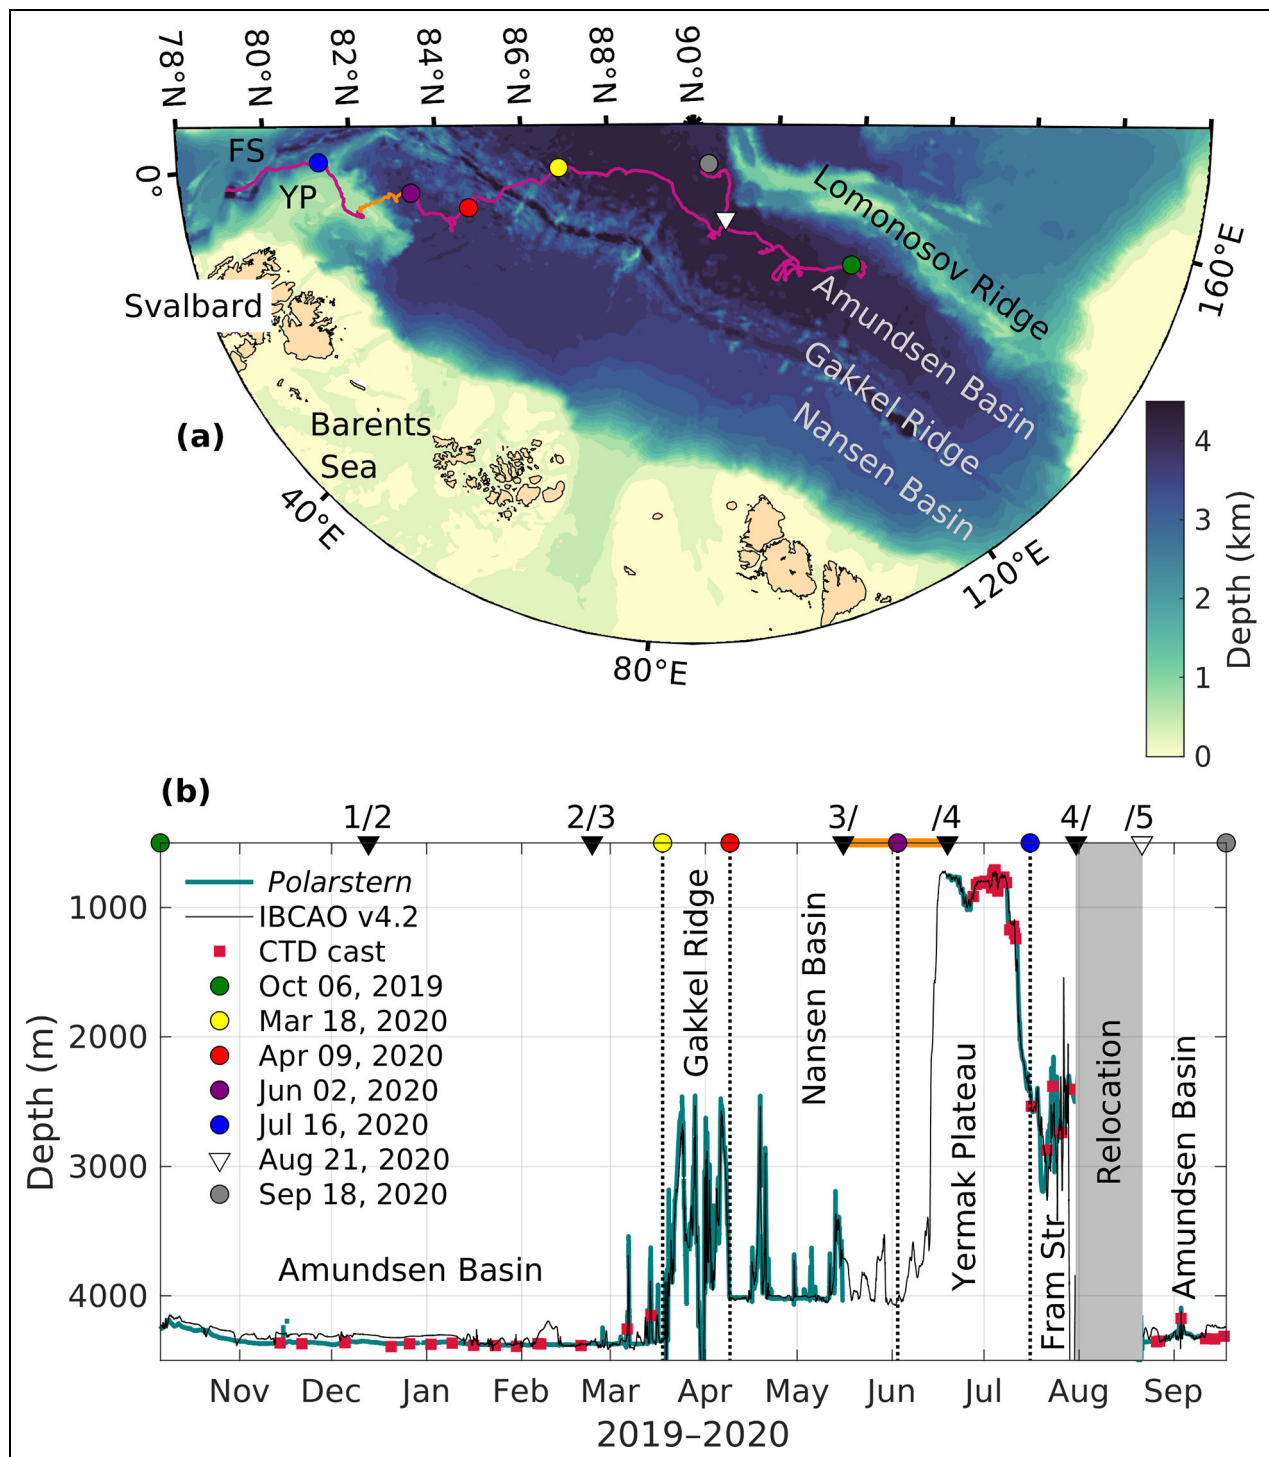 78°N
80°N
82°N
84°N
86°N
88°N
90°N
0°
FS
YP
Lomonosov Ridge
160°E
Svalbard
Amundsen Basin
Gakkel Ridge
Nansen Basin
Barents
Sea
(a)
40°E
80°E
120°E
4
3
2
1
0
Depth (km)
(b)
1/2
2/3
3/
/4
4/
/5
Polarstern
IBCAO v4.2
CTD cast
Oct 06, 2019
Mar 18, 2020
Apr 09, 2020
Jun 02, 2020
Jul 16, 2020
Aug 21, 2020
Sep 18, 2020
Amundsen Basin
Gakkel Ridge
Nansen Basin
Yermak Plateau
Fram Str
Relocation
Amundsen Basin
1000
2000
3000
4000
Depth (m)
Nov
Dec
Jan
Feb
Mar
Apr
May
Jun
Jul
Aug
Sep
2019–2020